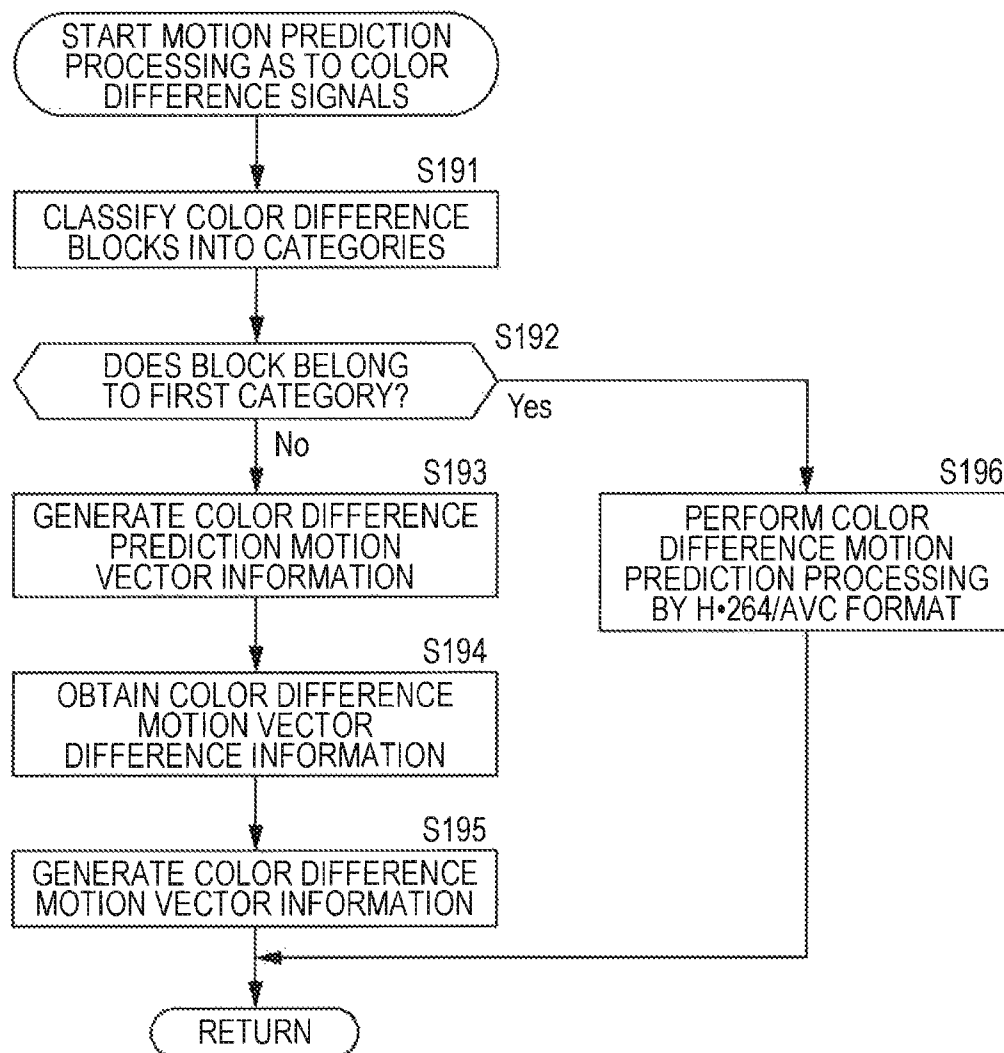 START MOTION PREDICTION
PROCESSING AS TO COLOR
DIFFERENCE SIGNALS
S191
CLASSIFY COLOR DIFFERENCE
BLOCKS INTO CATEGORIES
S192
DOES BLOCK BELONG
TO FIRST CATEGORY?
Yes
No
S193
GENERATE COLOR DIFFERENCE
PREDICTION MOTION
VECTOR INFORMATION
S196
PERFORM COLOR
DIFFERENCE MOTION
PREDICTION PROCESSING
BY H•264/AVC FORMAT
S194
OBTAIN COLOR DIFFERENCE
MOTION VECTOR
DIFFERENCE INFORMATION
S195
GENERATE COLOR DIFFERENCE
MOTION VECTOR INFORMATION
RETURN